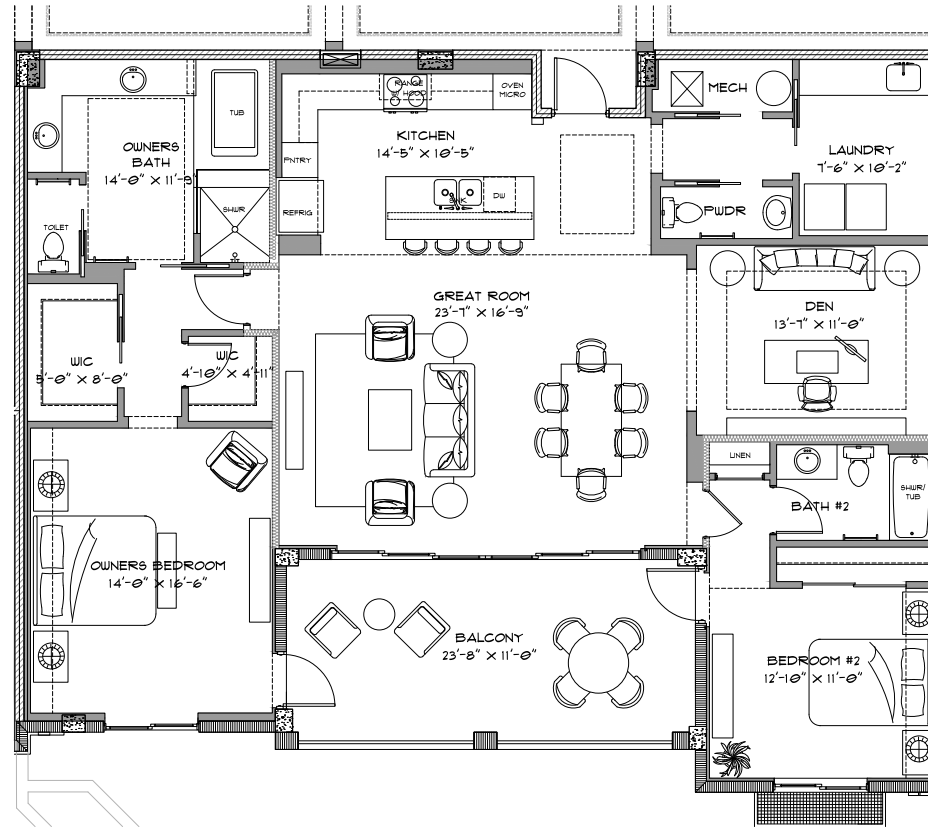 RANGE
W/ HOOD
OVEN
MICRO
MECH
TUB
KITCHEN
14'-5" X 10'-5"
OWNERS
BATH
14'-0" X 11'-9"
LAUNDRY
7'-6" X 10'-2"
PNTRY
SINK
DW
REFRIG
SHWR
PWDR
TOILET
GREAT ROOM
23'-7" X 16'-9"
DEN
13'-7" X 11'-0"
WIC
5'-0" X 8'-0"
WIC
4'-10" X 4'-11"
LINEN
SHWR/
TUB
BATH #2
OWNERS BEDROOM
14'-0" X 16'-6"
BALCONY
23'-8" X 11'-0"
BEDROOM #2
12'-10" X 11'-0"